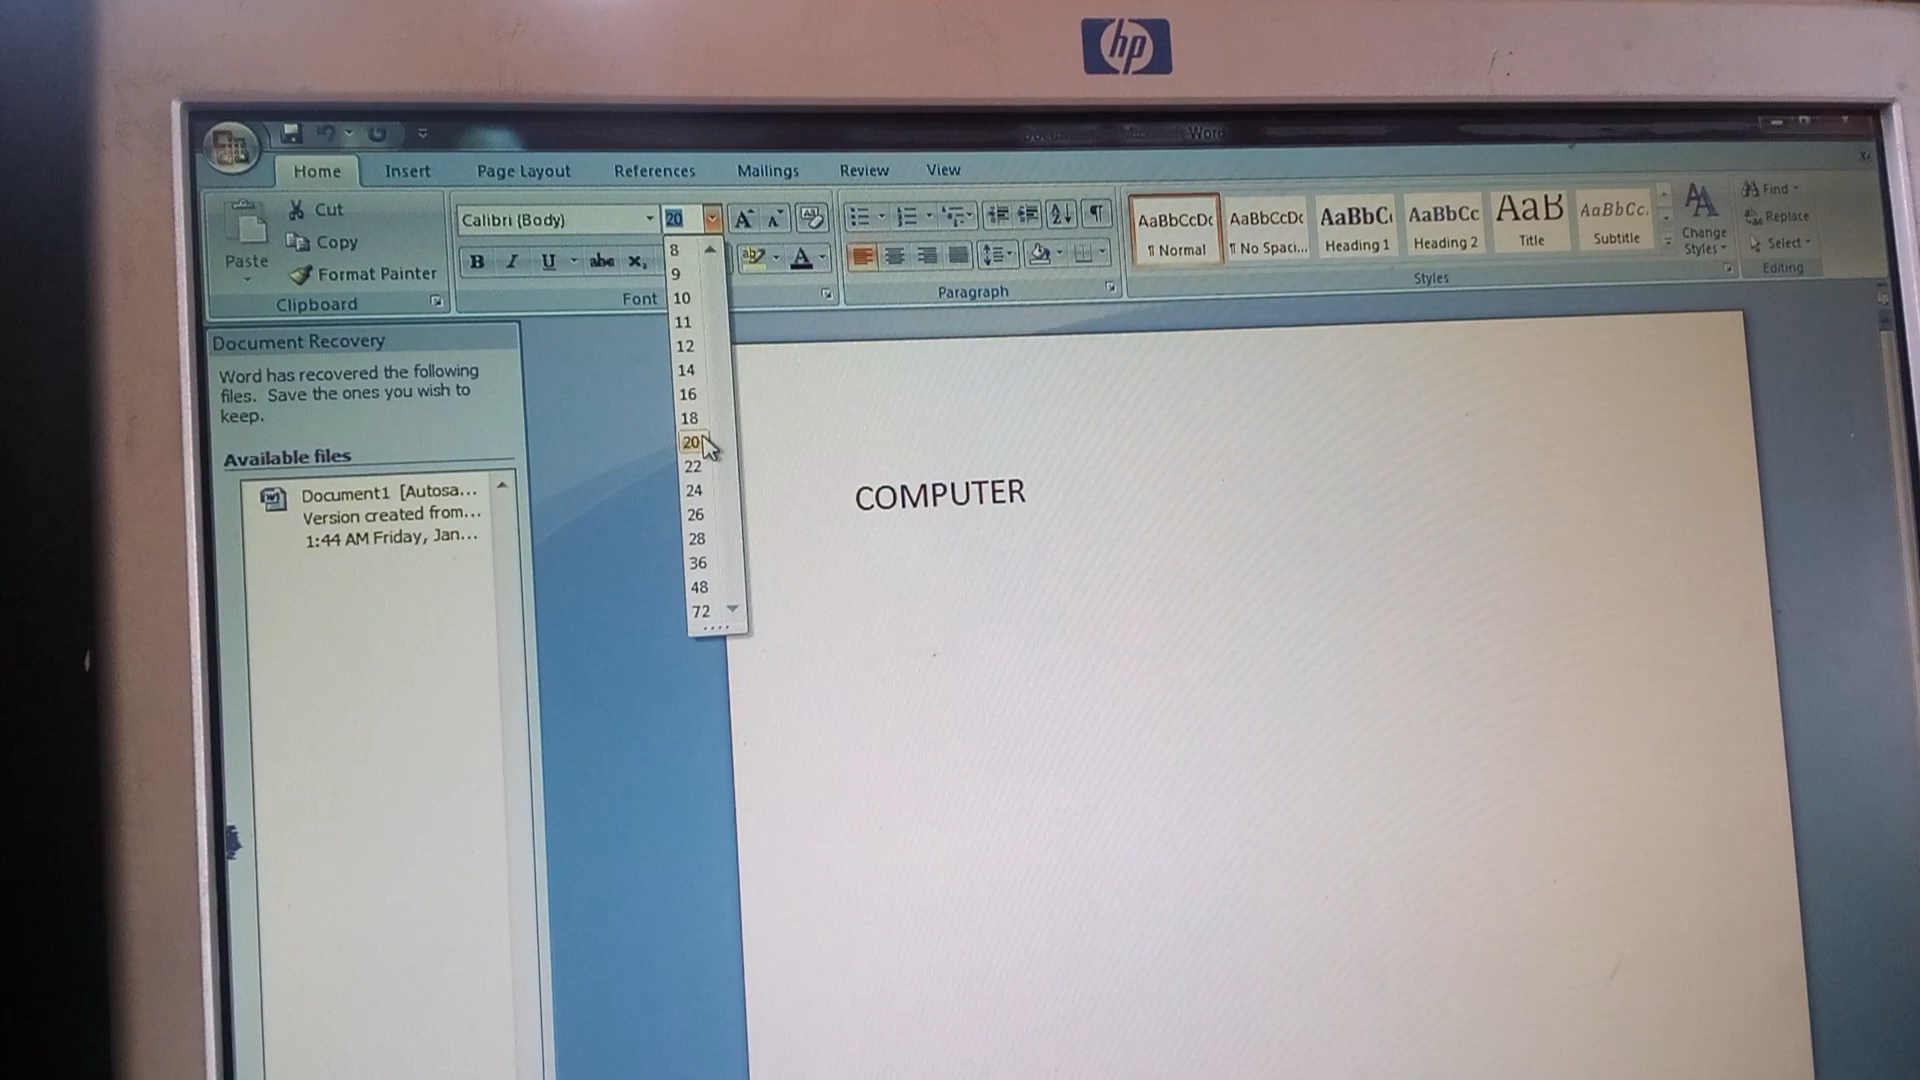 hp
Microsoft Word
Home Insert Page Layout References Mailings Review View
Cut
Copy
Format Painter
Paste
Clipboard
Calibri (Body) 20
B I U abc x,
Font
8
9
10
11
12
14
16
18
20
22
24
26
28
36
48
72
Paragraph
AaBbCcDc AaBbCcDc AaBbC AaBbCc AaB AaBbCc.
¶ Normal ¶ No Spaci... Heading 1 Heading 2 Title Subtitle
Change
Styles
Styles
Find
Replace
Select
Editing
Document Recovery
Word has recovered the following
files. Save the ones you wish to
keep.
Available files
Document1 [Autosa...
Version created from...
1:44 AM Friday, Jan...
COMPUTER